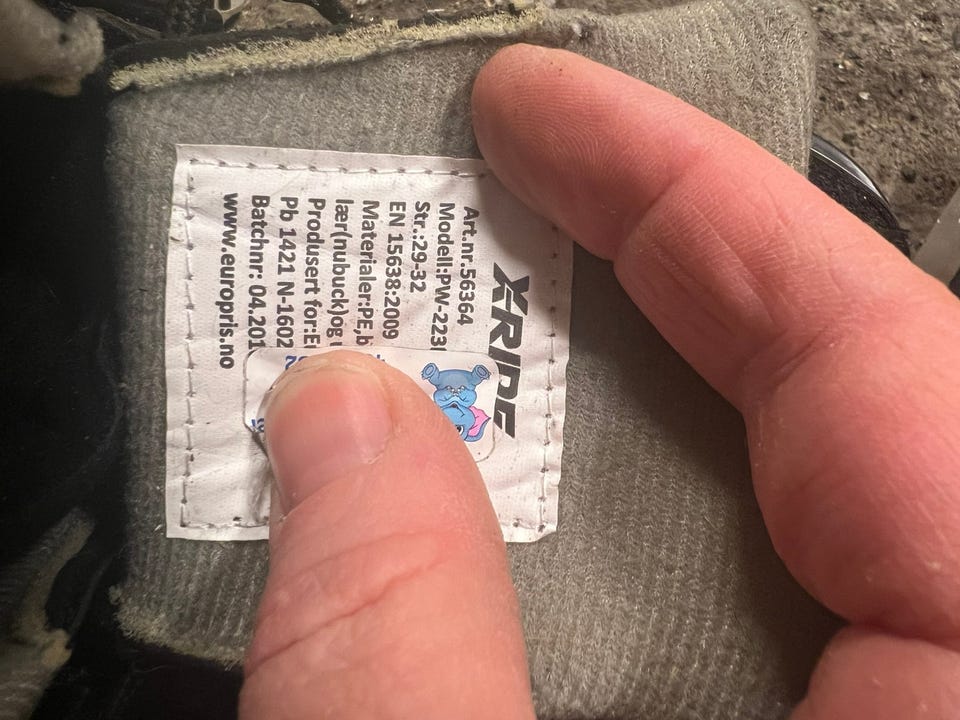 X-RIDE
Art.nr.56364
Modell:PW-223
Str.:29-32
EN 15638:2009
Materialer:PE,b
lær(nubuck)og
Produsert for:E
Pb 1421 N-1602
Batchnr: 04.201
www.europris.no